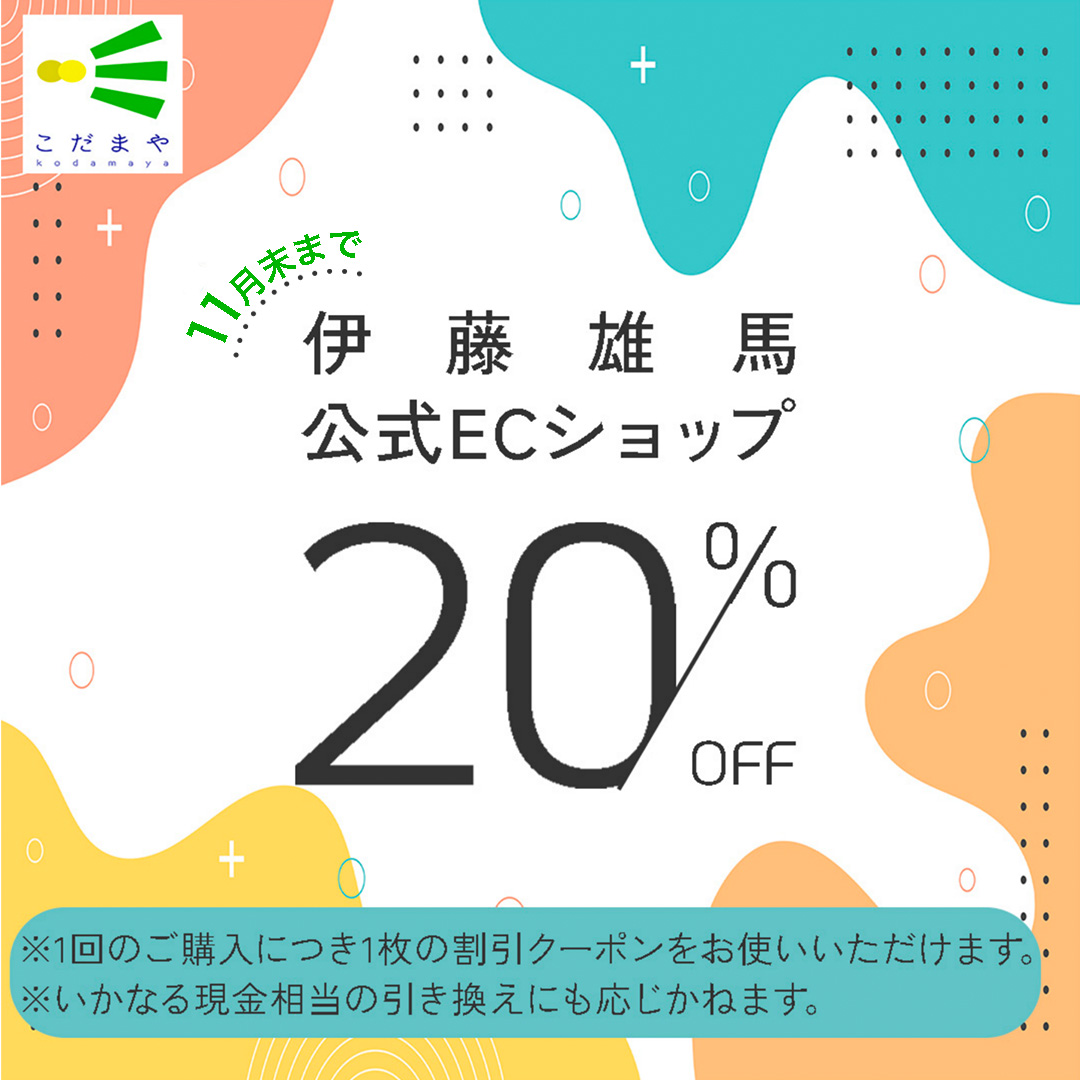 こだまや
kodamaya
11月末まで
伊藤雄馬
公式ECショップ
20%
OFF
※1回のご購入につき1枚の割引クーポンをお使いいただけます。
※いかなる現金相当の引き換えにも応じかねます。